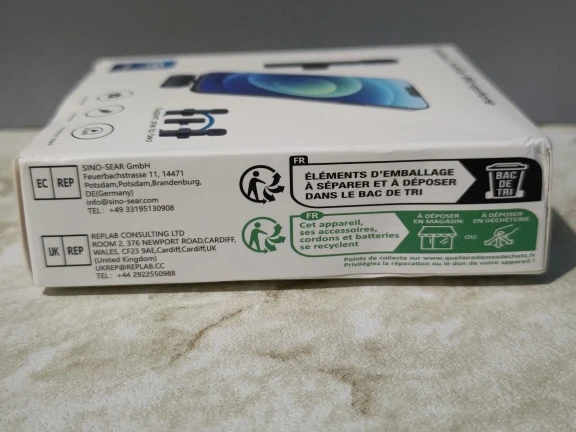 EC REP
SINO-SEAR GmbH
Feuerbachstrasse 11, 14471
Potsdam,Potsdam,Brandenburg,
DE(Germany)
info@sino-sear.com
TEL: +49 33195130908
UK REP
REPLAB CONSULTING LTD
ROOM 2, 376 NEWPORT ROAD,CARDIFF,
WALES, CF23 9AE,Cardiff,Cardiff,UK
(United Kingdom)
UKREP@REPLAB.CC
TEL: +44 2922550988
FR
ÉLÉMENTS D'EMBALLAGE
À SÉPARER ET À DÉPOSER
DANS LE BAC DE TRI
BAC
DE
TRI
FR
Cet appareil,
ses accessoires,
cordons et batteries
se recyclent
À DÉPOSER
EN MAGASIN
OU
À DÉPOSER
EN DÉCHÈTERIE
Points de collecte sur www.quefairedemesdechets.fr
Privilégiez la réparation ou le don de votre appareil !